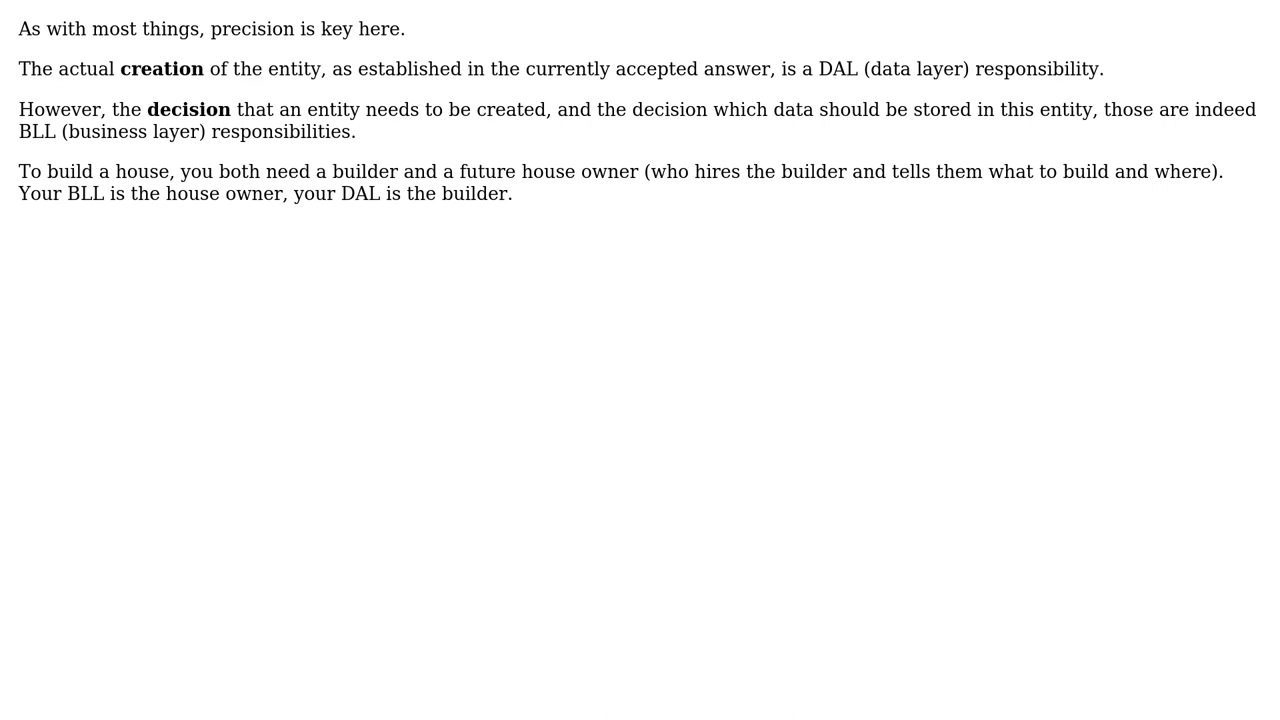 As with most things, precision is key here.
The actual creation of the entity, as established in the currently accepted answer, is a DAL (data layer) responsibility.
However, the decision that an entity needs to be created, and the decision which data should be stored in this entity, those are indeed
BLL (business layer) responsibilities.
To build a house, you both need a builder and a future house owner (who hires the builder and tells them what to build and where).
Your BLL is the house owner, your DAL is the builder.